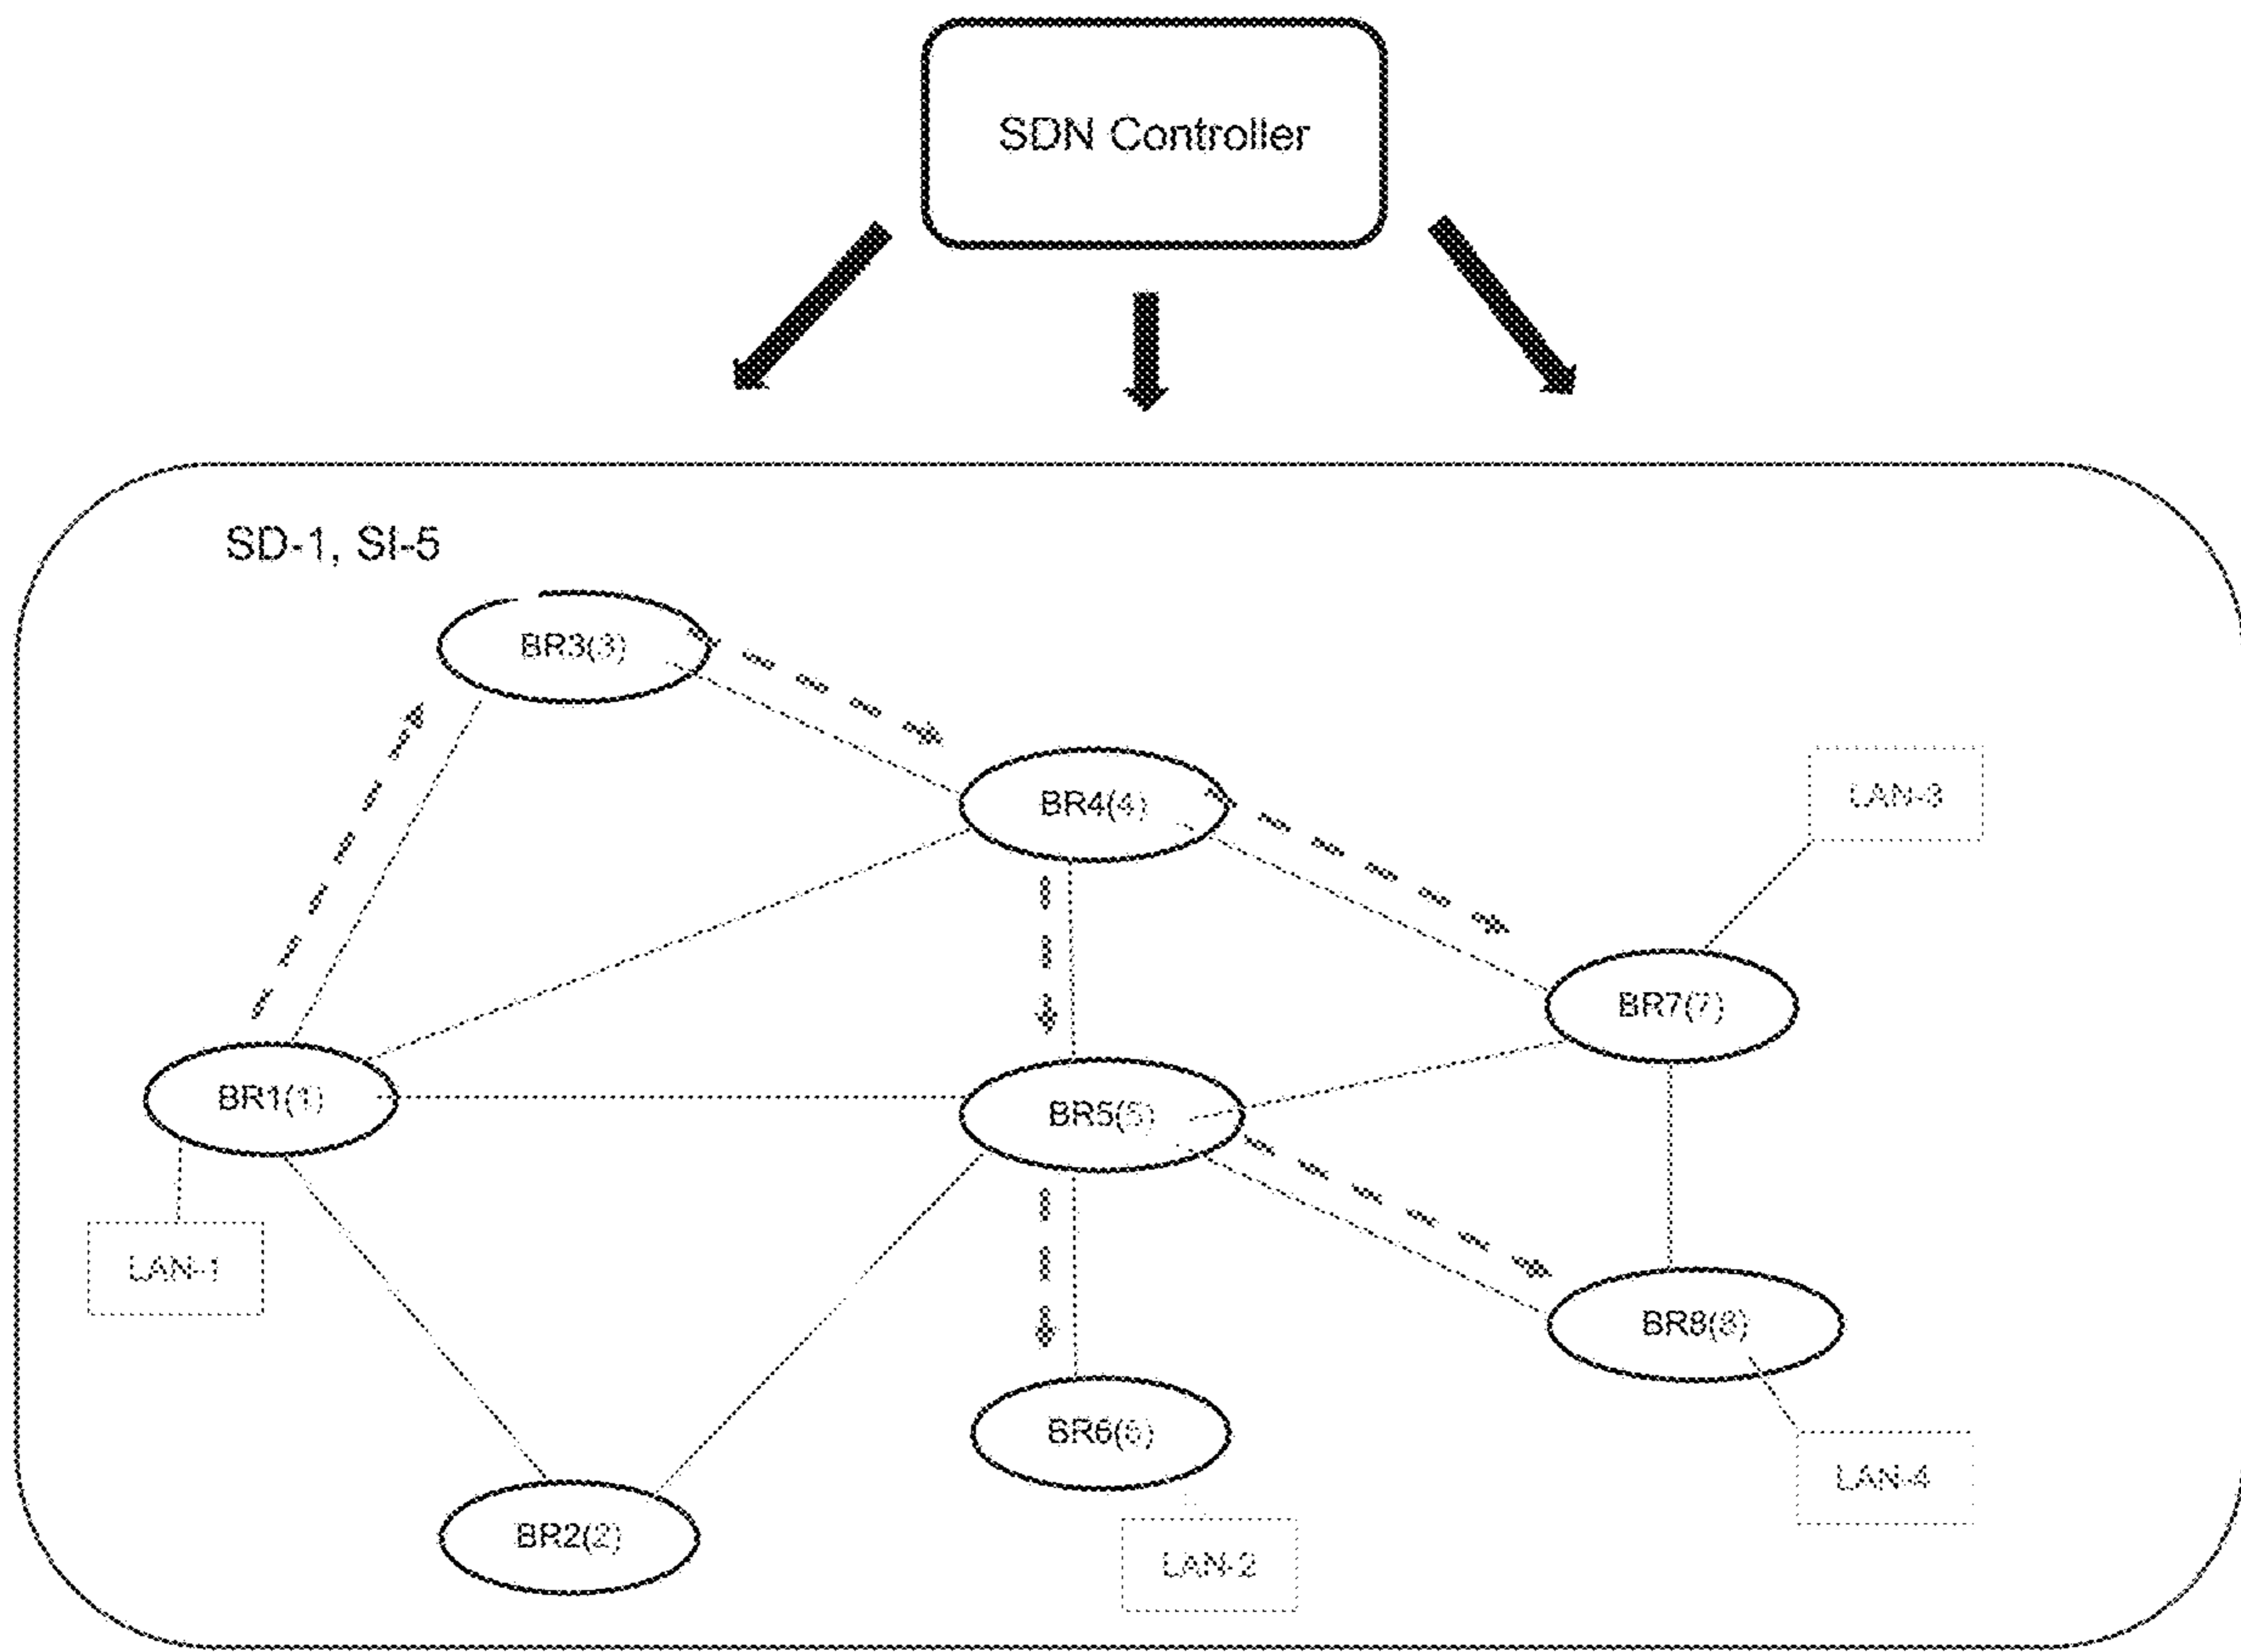 SDN Controller
SD-1, SI-5
BR3(3)
BR4(4)
LAN-3
BR7(7)
BR1(1)
BR5(5)
LAN-1
BR8(8)
BR6(6)
LAN-4
BR2(2)
LAN-2